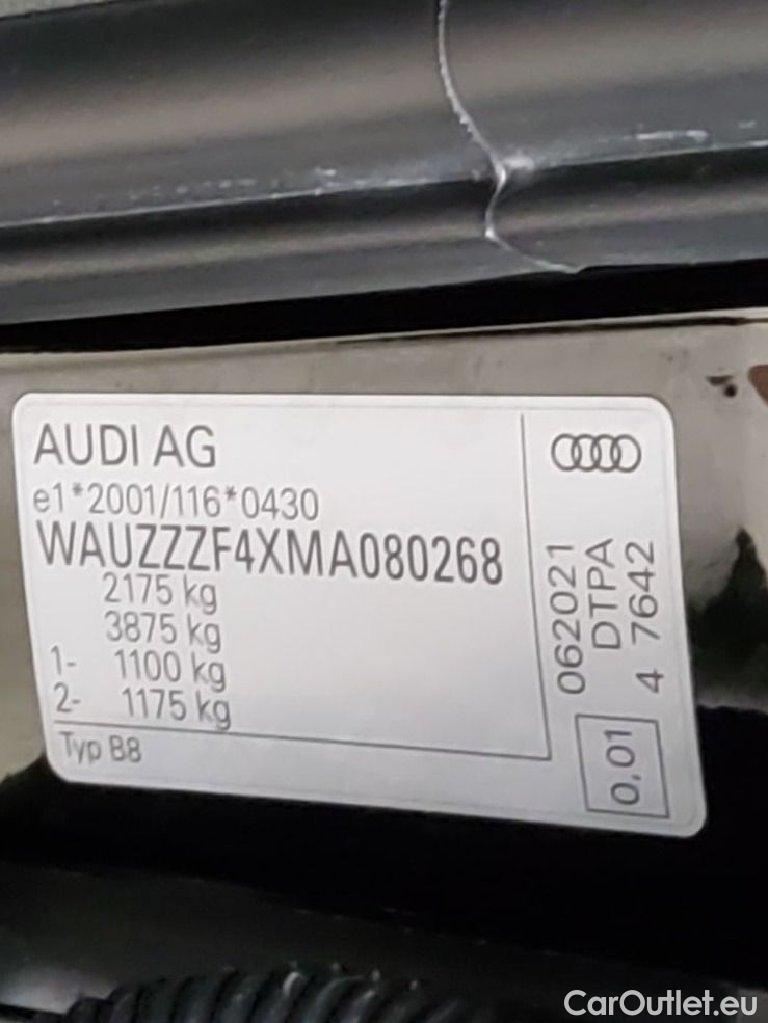 AUDI AG
e1*2001/116*0430
WAUZZZF4XMA080268
2175 kg
3875 kg
1- 1100 kg
2- 1175 kg
Typ B8
062021
DTPA
4 7642
0,01
CarOutlet.eu